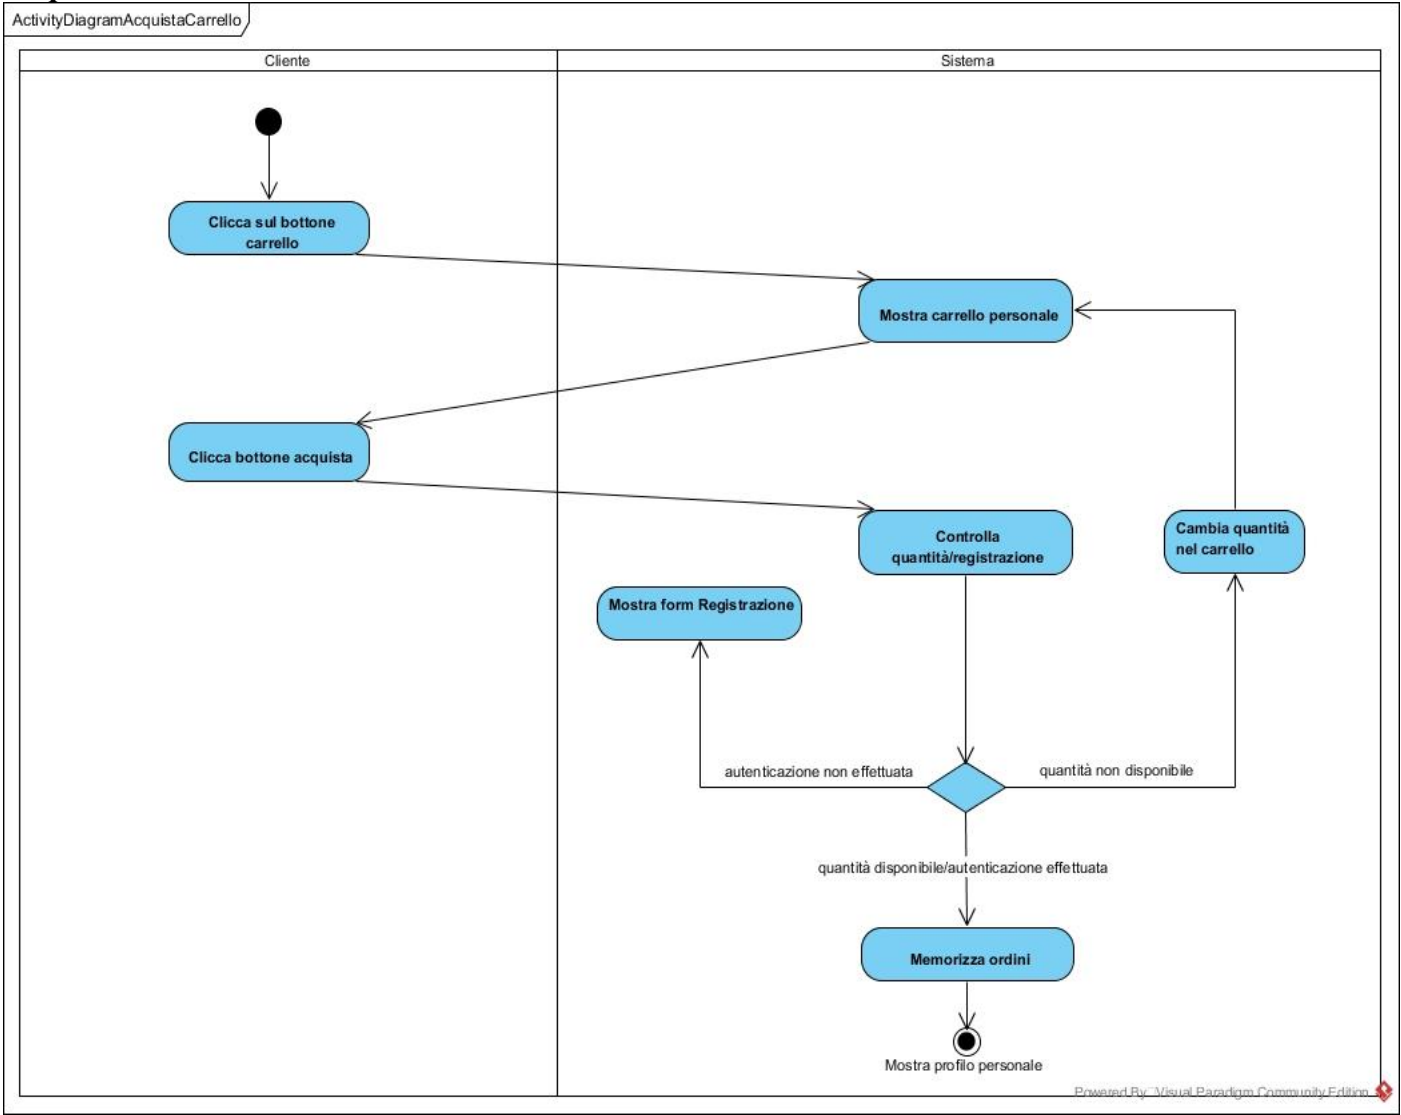 ActivityDiagramAcquistaCarrello
Cliente
Sistema
Clicca sul bottone
carrello
Mostra carrello personale
Clicca bottone acquista
Controlla
quantità/registrazione
Cambia quantità
nel carrello
Mostra form Registrazione
autenticazione non effettuata
quantità non disponibile
quantità disponibile/autenticazione effettuata
Memorizza ordini
Mostra profilo personale
Powered By Visual Paradigm Community Edition